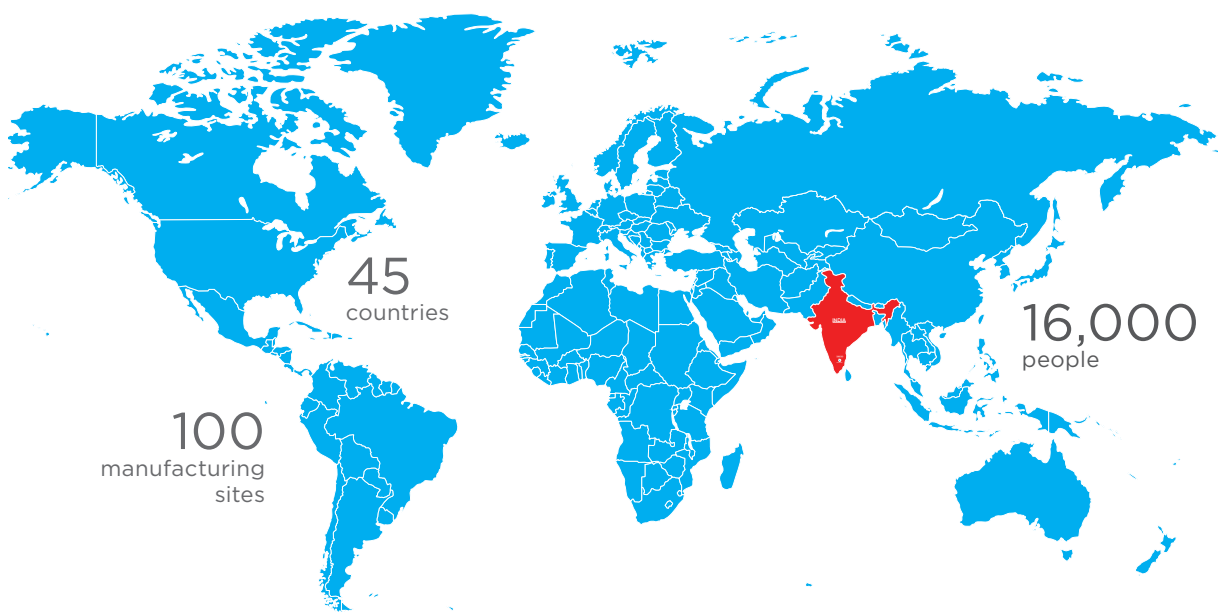 45
countries
INDIA
16,000
people
100
manufacturing
sites